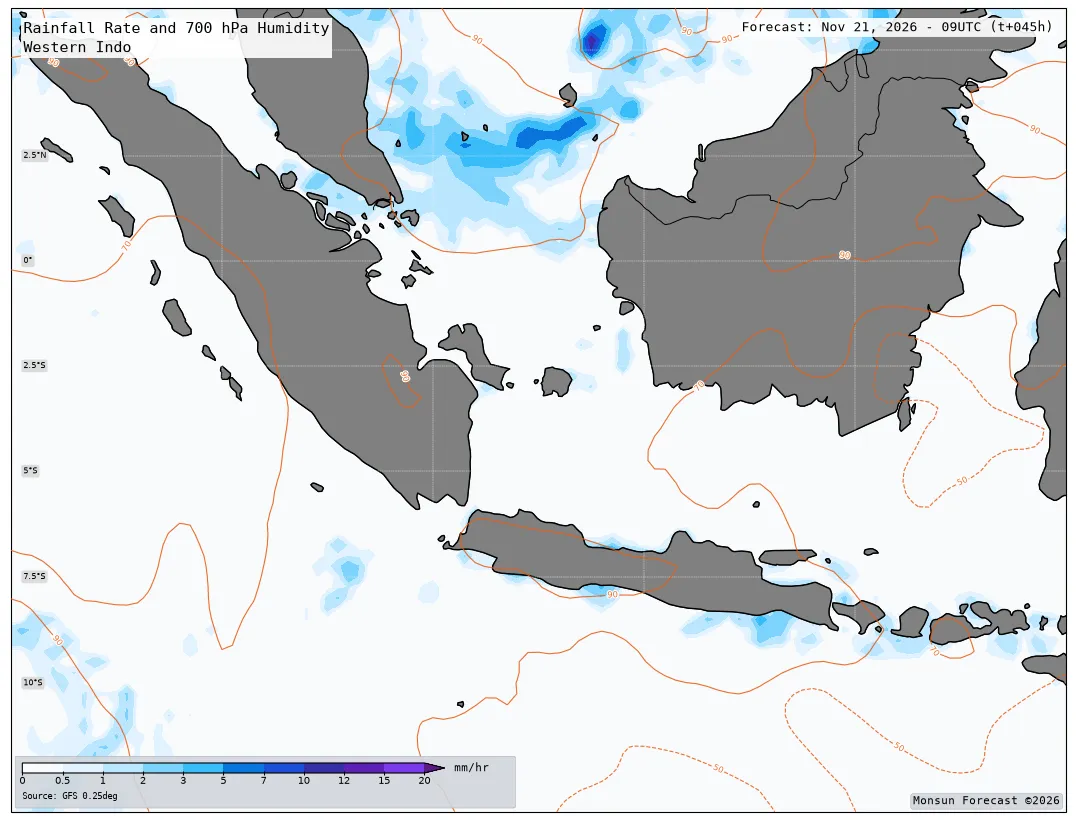 Rainfall Rate and 700 hPa Humidity
Western Indo
Forecast: Nov 21, 2026 - 09UTC (t+045h)
90
90
90
90
90
90
2.5°N
70
0°
90
2.5°S
90
70
5°S
50
7.5°S
90
90
70
10°S
50
50
0 0.5 1 2 3 5 7 10 12 15 20 mm/hr
Source: GFS 0.25deg
Monsun Forecast ©2026